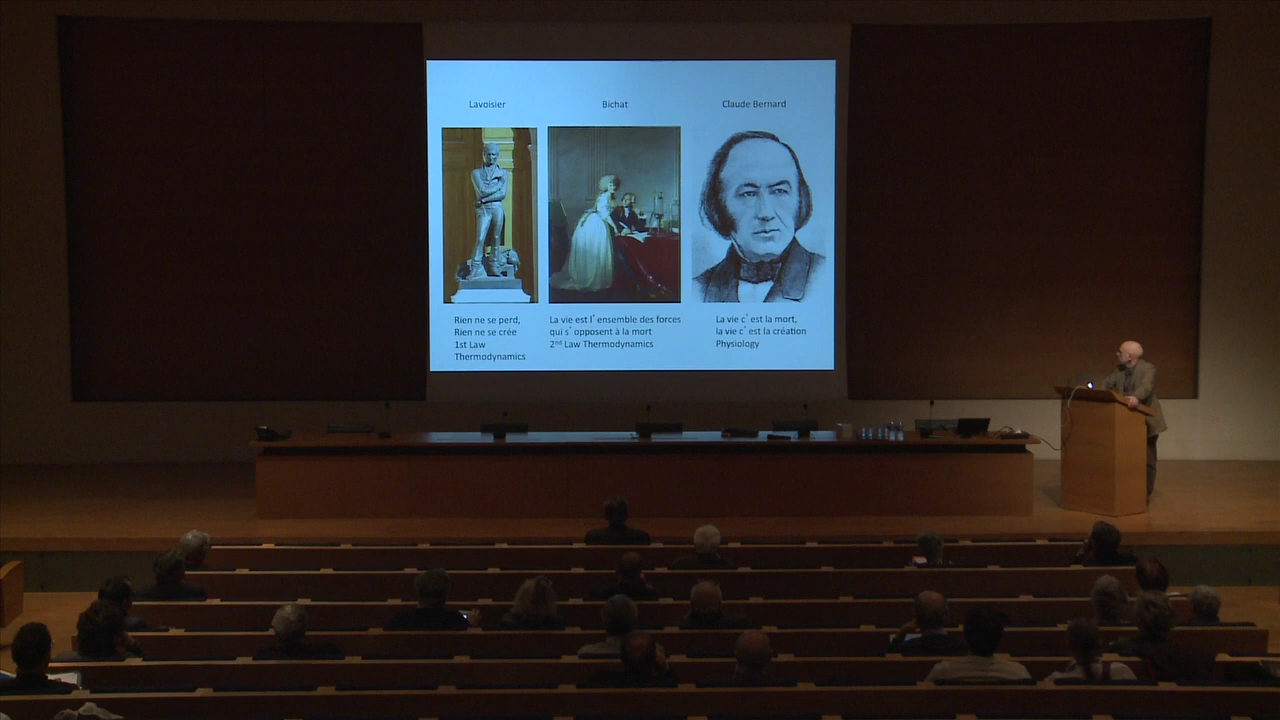 Lavoisier
Bichat
Claude Bernard
Rien ne se perd,
Rien ne se crée
1st Law
Thermodynamics
La vie est l' ensemble des forces
qui s' opposent à la mort
2nd Law Thermodynamics
La vie c' est la mort,
la vie c' est la création
Physiology